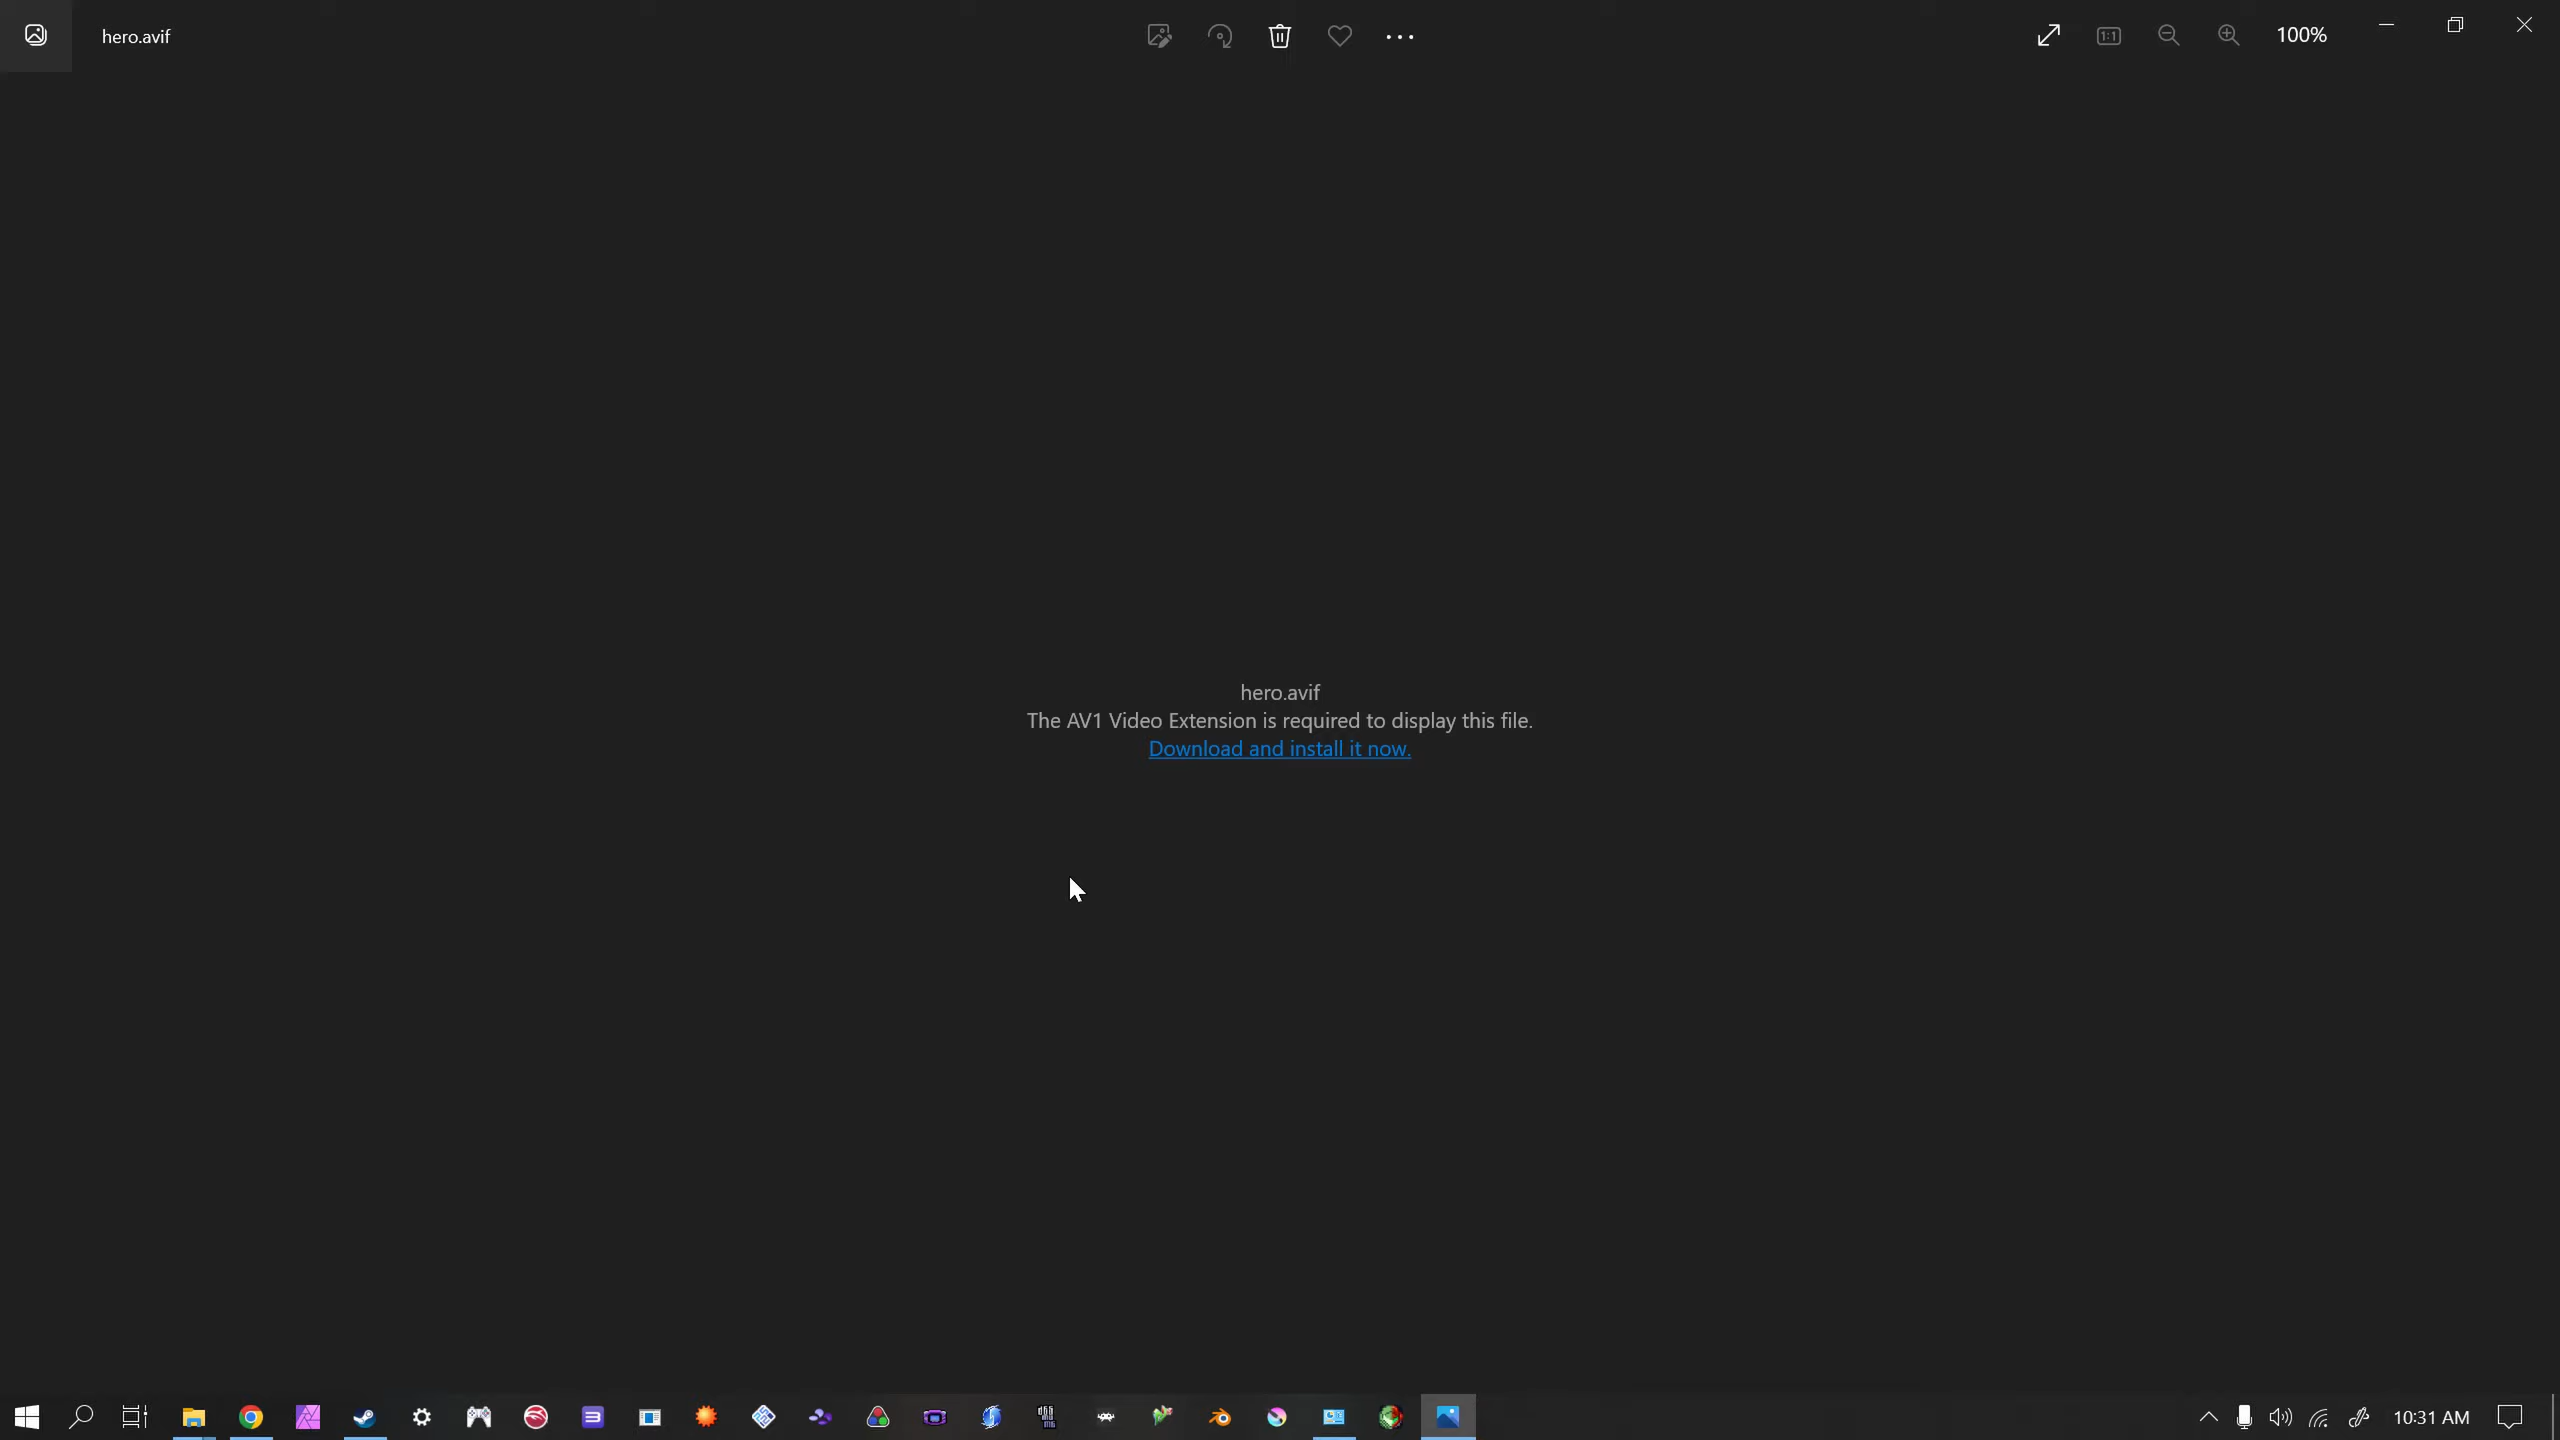 hero.avif
100%
hero.avif
The AV1 Video Extension is required to display this file.
Download and install it now.
10:31 AM